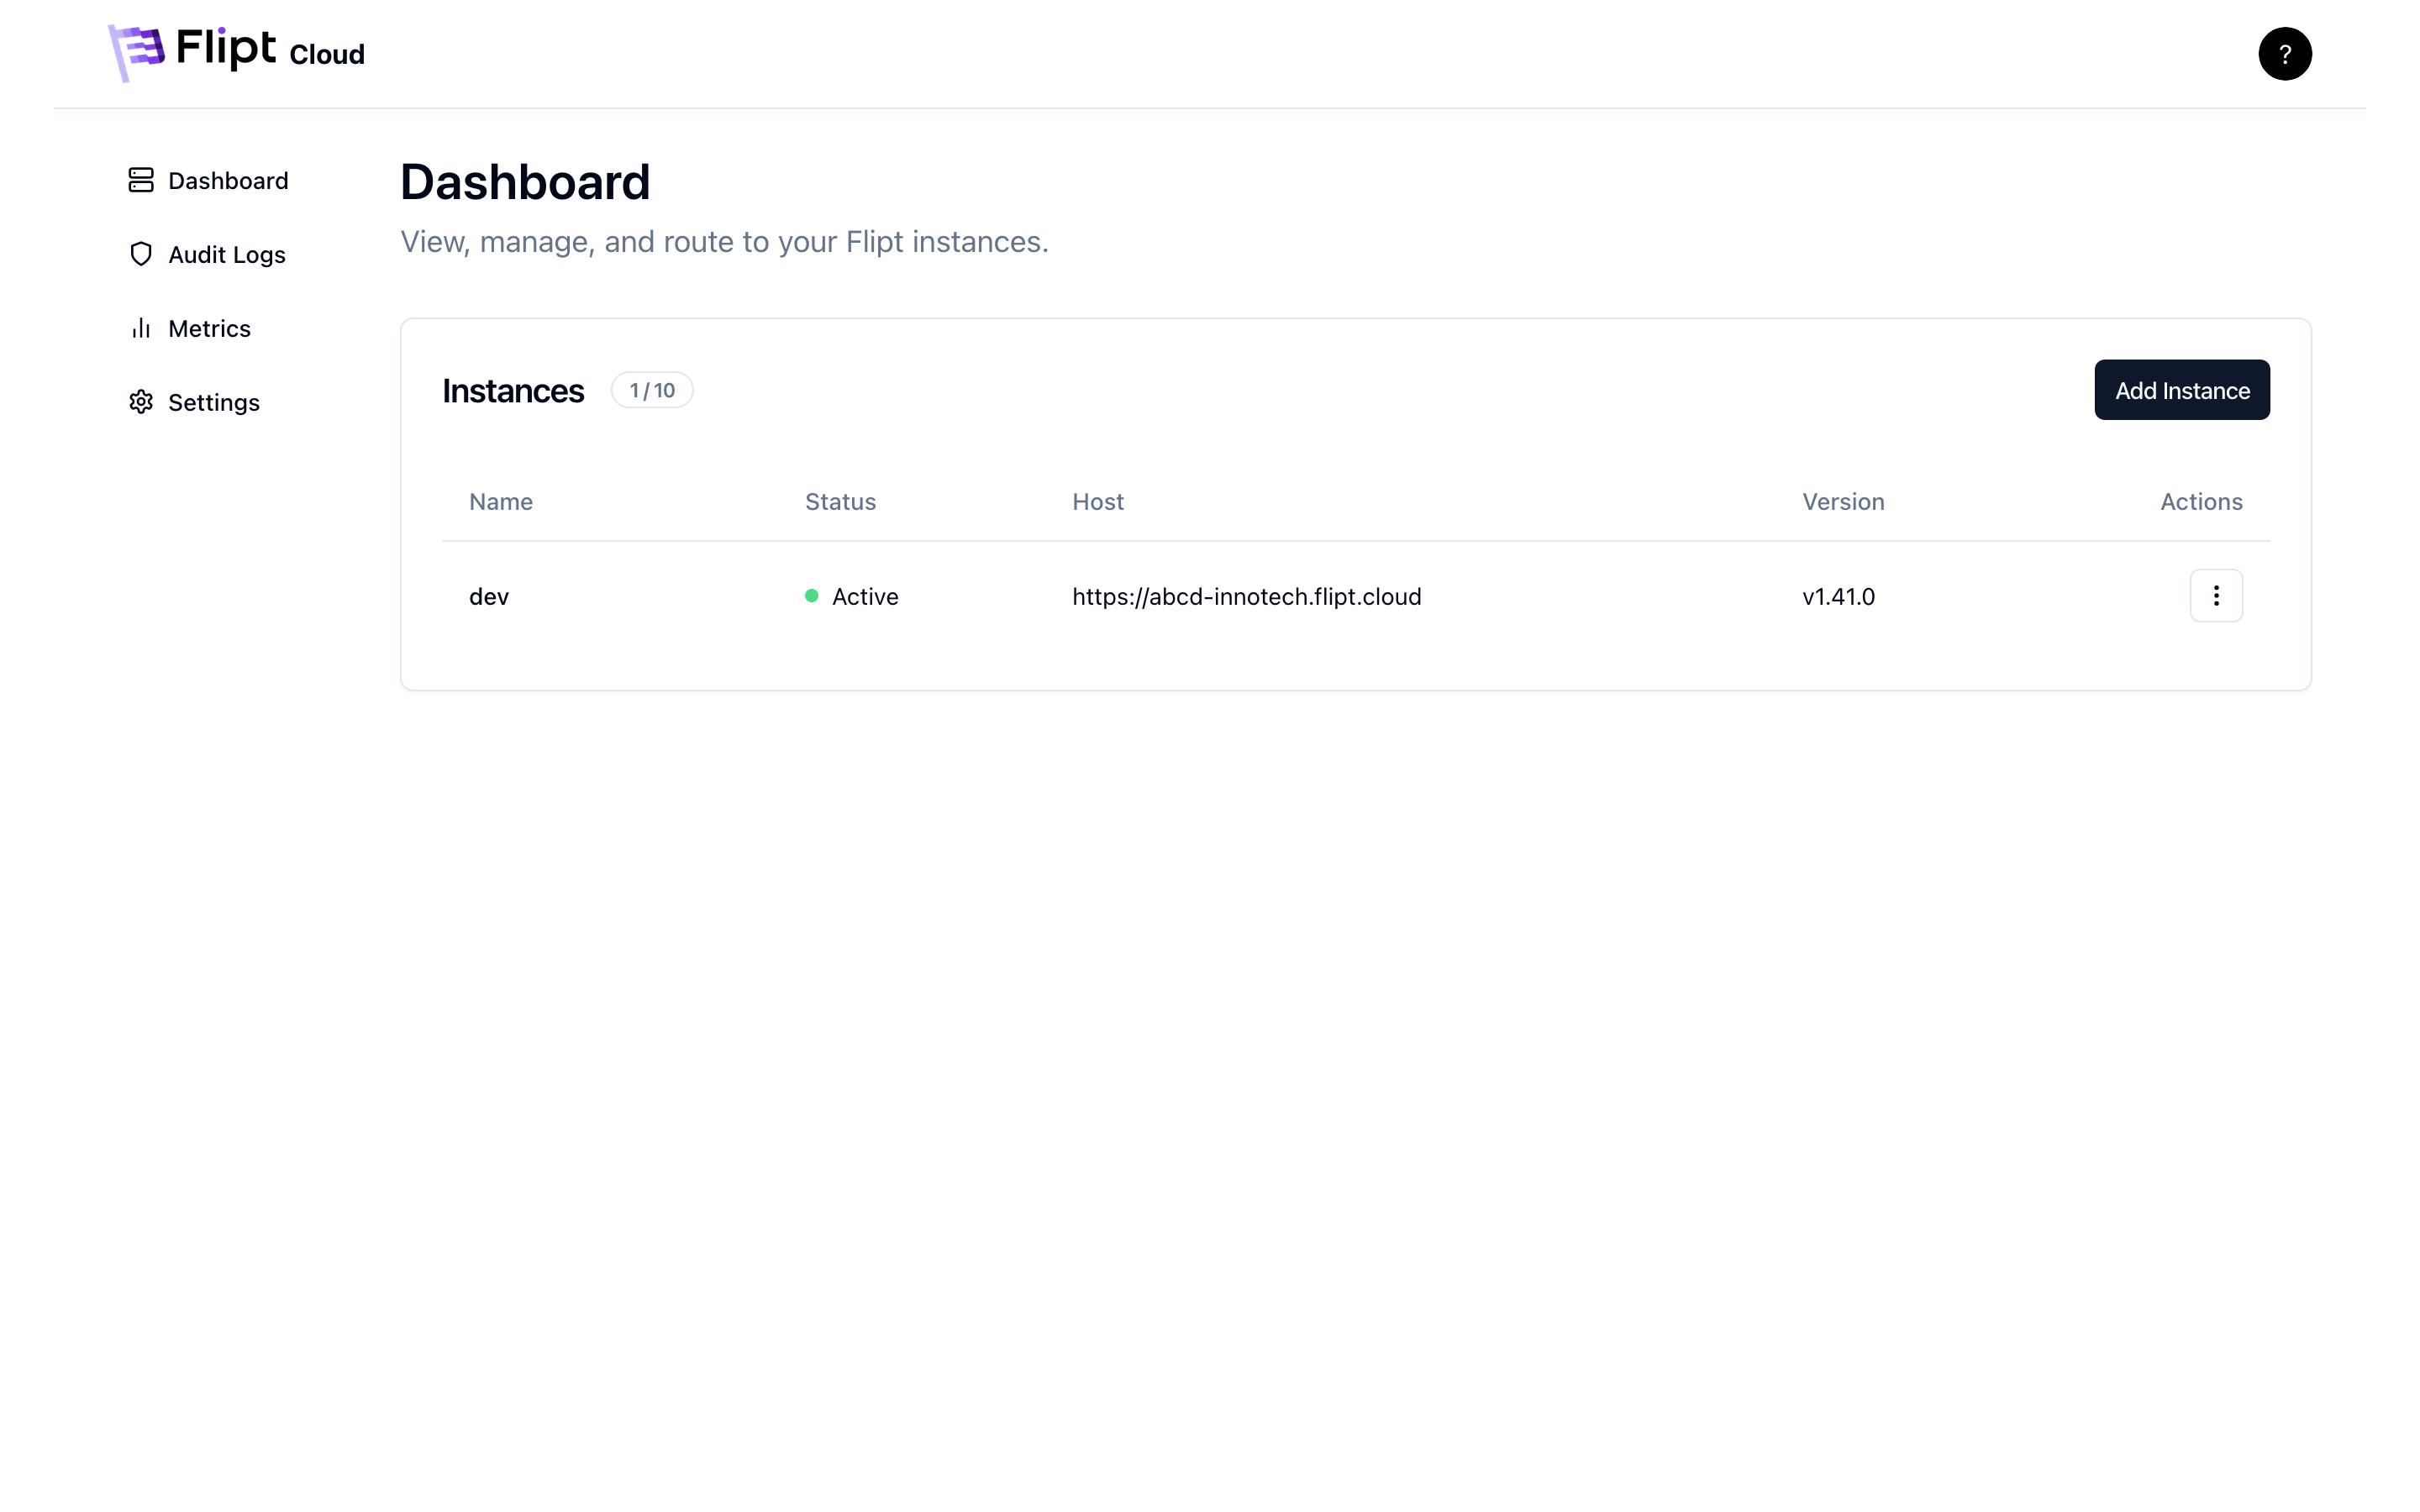 Flipt Cloud
?
Dashboard
Audit Logs
Metrics
Settings
Dashboard
View, manage, and route to your Flipt instances.
Instances 1 / 10 Add Instance
Name Status Host Version Actions
dev Active https://abcd-innotech.flipt.cloud v1.41.0